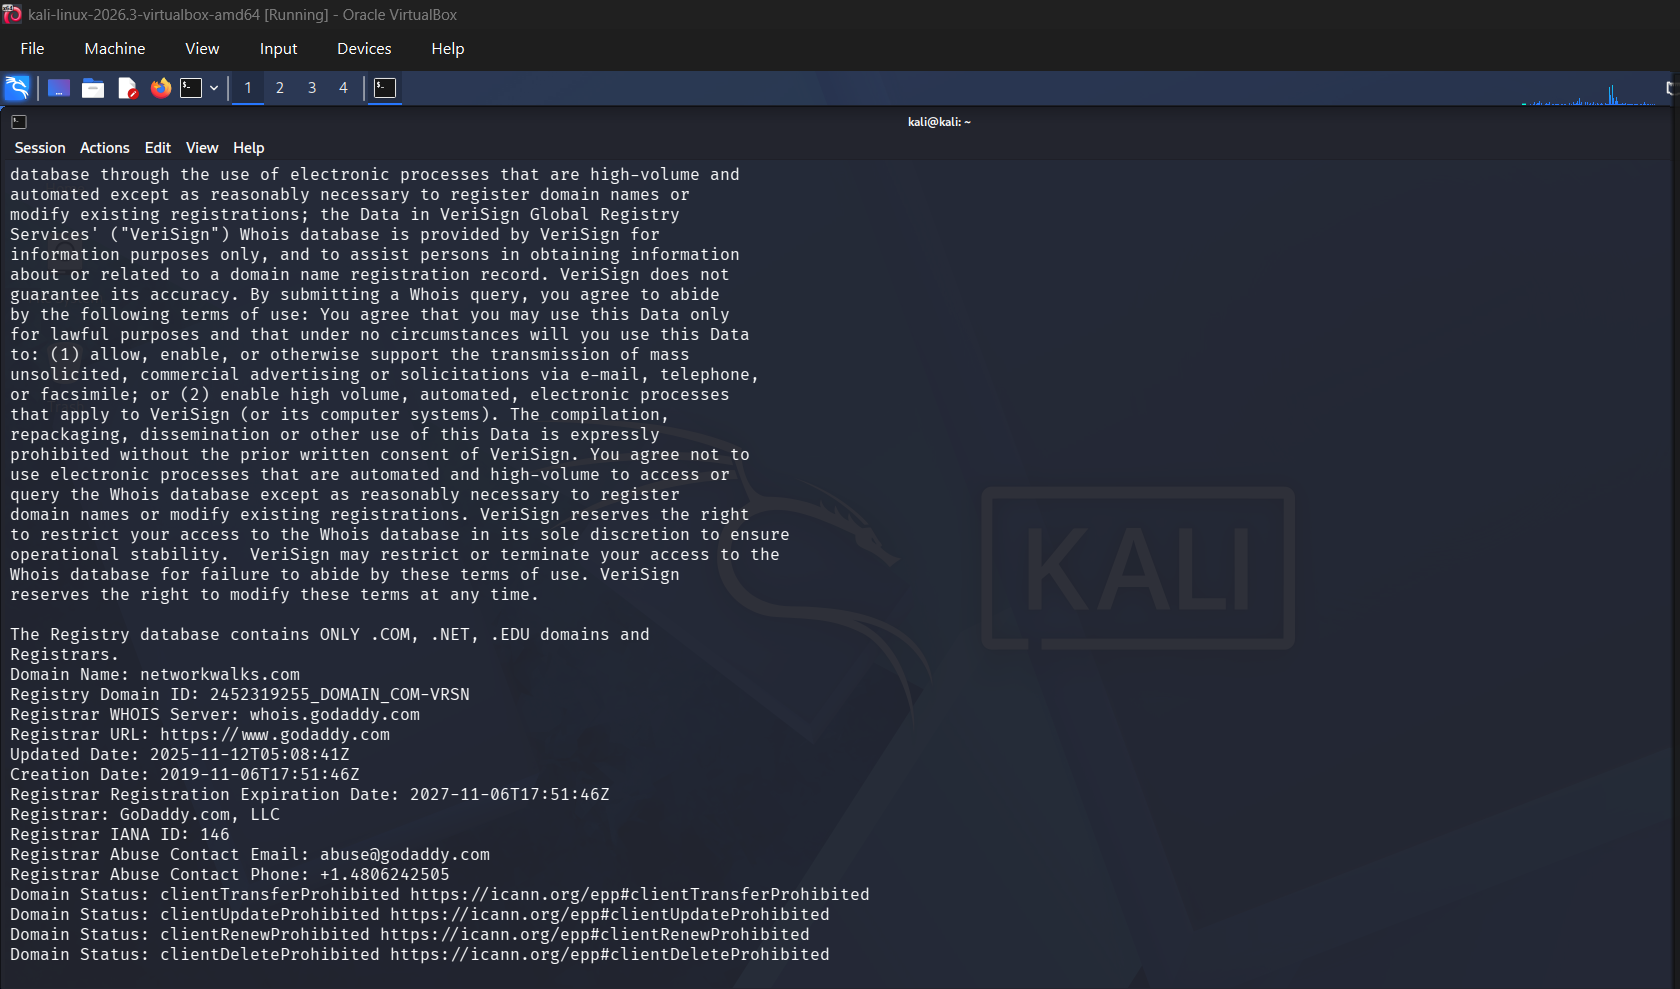 kali-linux-2026.3-virtualbox-amd64 [Running] - Oracle VirtualBox
File Machine View Input Devices Help
1 2 3 4
kali@kali: ~
Session Actions Edit View Help
database through the use of electronic processes that are high-volume and
automated except as reasonably necessary to register domain names or
modify existing registrations; the Data in VeriSign Global Registry
Services' ("VeriSign") Whois database is provided by VeriSign for
information purposes only, and to assist persons in obtaining information
about or related to a domain name registration record. VeriSign does not
guarantee its accuracy. By submitting a Whois query, you agree to abide
by the following terms of use: You agree that you may use this Data only
for lawful purposes and that under no circumstances will you use this Data
to: (1) allow, enable, or otherwise support the transmission of mass
unsolicited, commercial advertising or solicitations via e-mail, telephone,
or facsimile; or (2) enable high volume, automated, electronic processes
that apply to VeriSign (or its computer systems). The compilation,
repackaging, dissemination or other use of this Data is expressly
prohibited without the prior written consent of VeriSign. You agree not to
use electronic processes that are automated and high-volume to access or
query the Whois database except as reasonably necessary to register
domain names or modify existing registrations. VeriSign reserves the right
to restrict your access to the Whois database in its sole discretion to ensure
operational stability.  VeriSign may restrict or terminate your access to the
Whois database for failure to abide by these terms of use. VeriSign
reserves the right to modify these terms at any time.
The Registry database contains ONLY .COM, .NET, .EDU domains and
Registrars.
Domain Name: networkwalks.com
Registry Domain ID: 2452319255_DOMAIN_COM-VRSN
Registrar WHOIS Server: whois.godaddy.com
Registrar URL: https://www.godaddy.com
Updated Date: 2025-11-12T05:08:41Z
Creation Date: 2019-11-06T17:51:46Z
Registrar Registration Expiration Date: 2027-11-06T17:51:46Z
Registrar: GoDaddy.com, LLC
Registrar IANA ID: 146
Registrar Abuse Contact Email: abuse@godaddy.com
Registrar Abuse Contact Phone: +1.4806242505
Domain Status: clientTransferProhibited https://icann.org/epp#clientTransferProhibited
Domain Status: clientUpdateProhibited https://icann.org/epp#clientUpdateProhibited
Domain Status: clientRenewProhibited https://icann.org/epp#clientRenewProhibited
Domain Status: clientDeleteProhibited https://icann.org/epp#clientDeleteProhibited
KALI